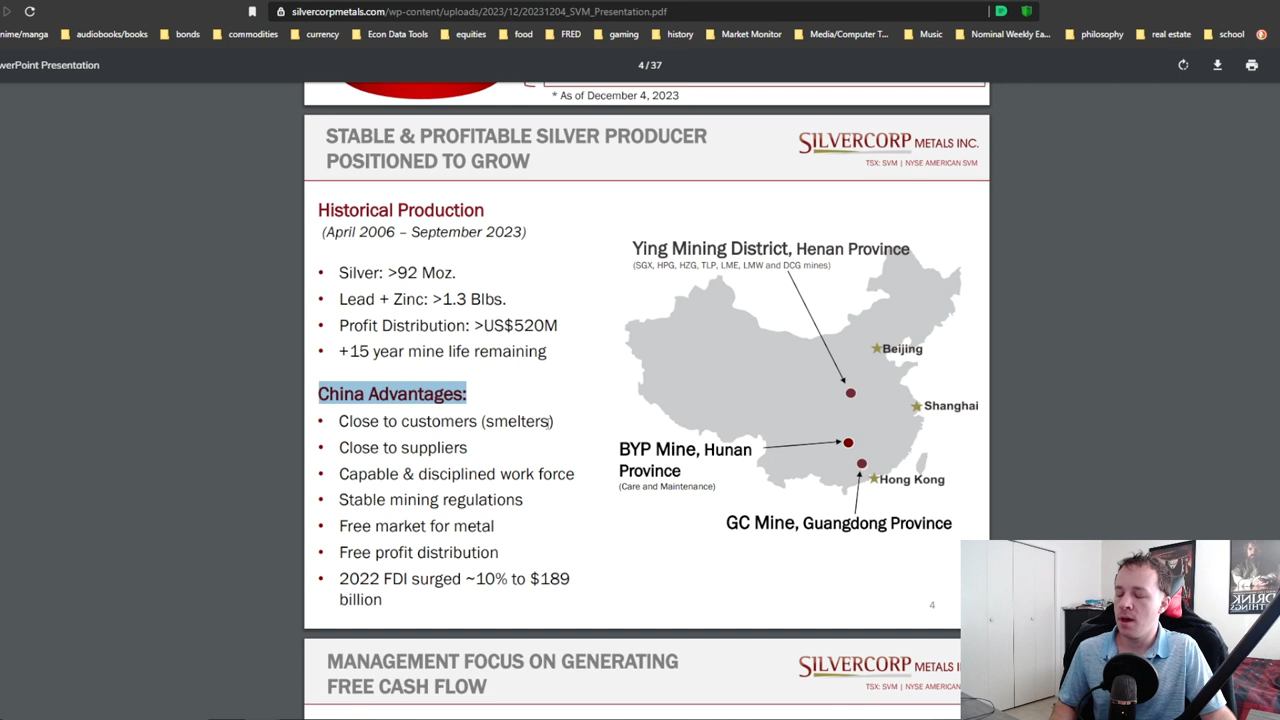 silvercorpmetals.com/wp-content/uploads/2023/12/20231204_SVM_Presentation.pdf
nime/manga audiobooks/books bonds commodities currency Econ Data Tools equities food FRED gaming history Market Monitor Media/Computer T... Music Nominal Weekly Ea... philosophy real estate school
werPoint Presentation
4 / 37
* As of December 4, 2023
STABLE & PROFITABLE SILVER PRODUCER
POSITIONED TO GROW
SILVERCORP METALS INC.
TSX: SVM | NYSE AMERICAN SVM
Historical Production
(April 2006 – September 2023)
• Silver: >92 Moz.
• Lead + Zinc: >1.3 Blbs.
• Profit Distribution: >US$520M
• +15 year mine life remaining
China Advantages:
• Close to customers (smelters)
• Close to suppliers
• Capable & disciplined work force
• Stable mining regulations
• Free market for metal
• Free profit distribution
• 2022 FDI surged ~10% to $189
billion
Ying Mining District, Henan Province
(SGX, HPG, HZG, TLP, LME, LMW and DCG mines)
Beijing
Shanghai
BYP Mine, Hunan
Province
(Care and Maintenance)
Hong Kong
GC Mine, Guangdong Province
4
MANAGEMENT FOCUS ON GENERATING
FREE CASH FLOW
SILVERCORP METALS I
TSX: SVM | NYSE AMERICAN
DRINK
THINGS